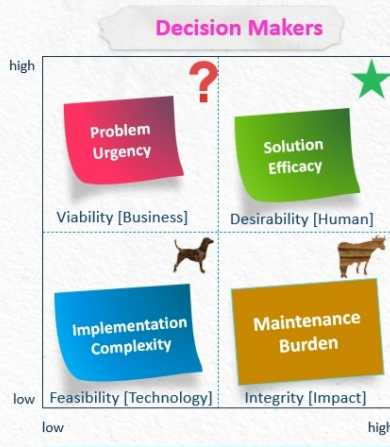 Decision Makers
high
Problem
Urgency
Solution
Efficacy
Viability [Business]
Desirability [Human]
Implementation
Complexity
Maintenance
Burden
low
Feasibility [Technology]
Integrity [Impact]
low
high